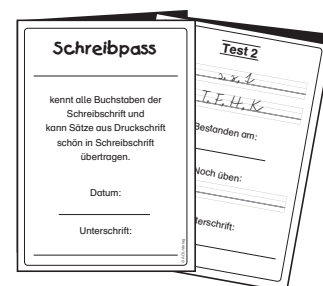 Schreibpass
kennt alle Buchstaben der
Schreibschrift und
kann Sätze aus Druckschrift
schön in Schreibschrift
übertragen.
Datum:
Unterschrift:
Test 2
s, x, 1
T, F, H, K
Bestanden am:
Noch üben: